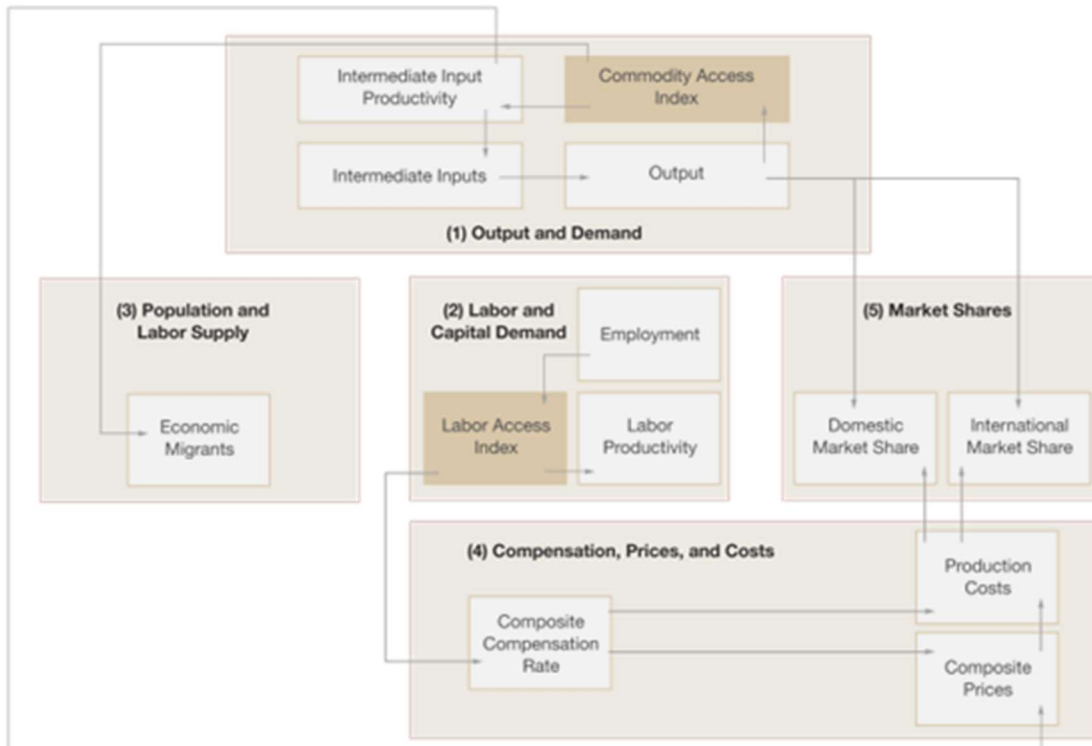 Intermediate Input
Productivity
Commodity Access
Index
Intermediate Inputs
Output
(1) Output and Demand
(3) Population and
Labor Supply
Economic
Migrants
(2) Labor and
Capital Demand
Employment
Labor Access
Index
Labor
Productivity
(5) Market Shares
Domestic
Market Share
International
Market Share
(4) Compensation, Prices, and Costs
Production
Costs
Composite
Compensation
Rate
Composite
Prices